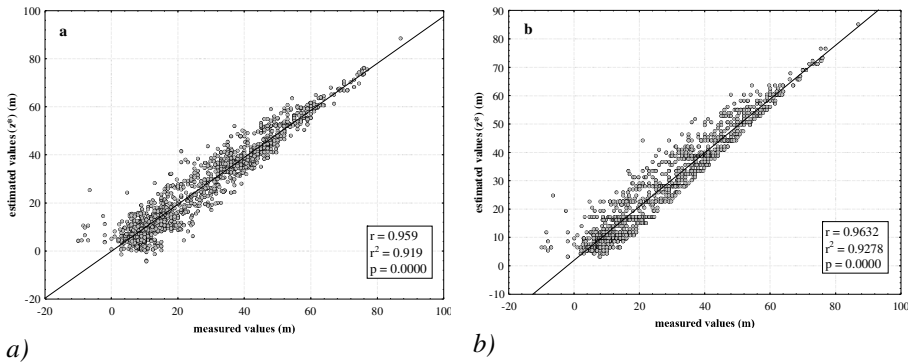 a
estimated values (z*) (m)
100
80
60
40
20
0
-20
-20
0
20
40
60
80
100
measured values (m)
r = 0.959
r² = 0.919
p = 0.0000
a)
b
estimated values (z*) (m)
90
80
70
60
50
40
30
20
10
0
-10
-20
0
20
40
60
80
100
measured values (m)
r = 0.9632
r² = 0.9278
p = 0.0000
b)